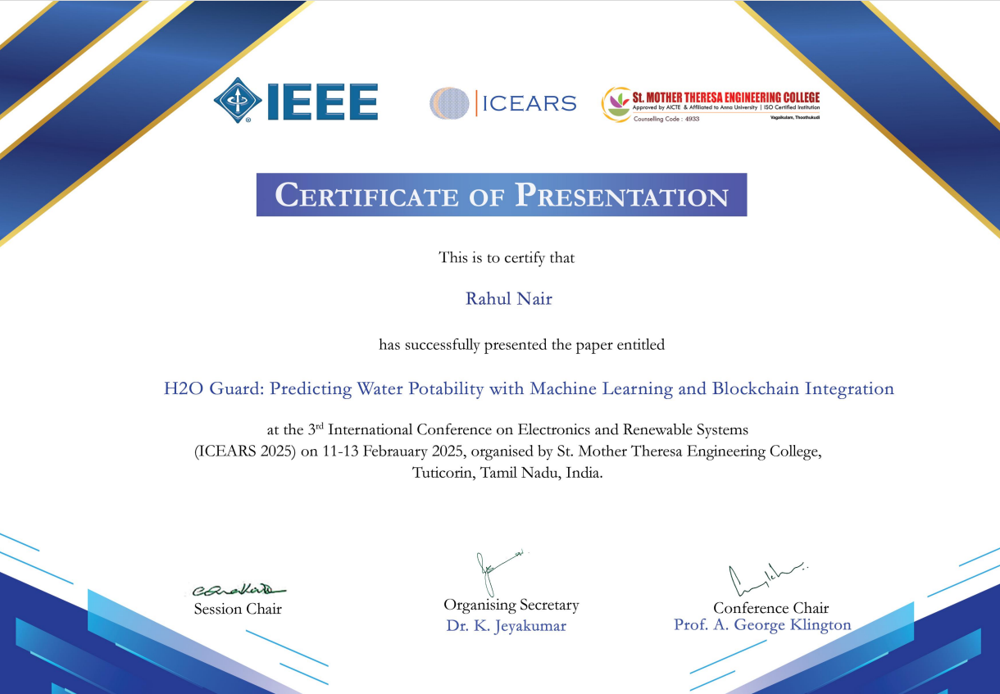 IEEE
ICEARS
St. MOTHER THERESA ENGINEERING COLLEGE
Approved by AICTE & Affiliated to Anna University | ISO Certified Institution
Counselling Code : 4933
Vagaikulam, Thoothukudi
CERTIFICATE OF PRESENTATION
This is to certify that
Rahul Nair
has successfully presented the paper entitled
H2O Guard: Predicting Water Potability with Machine Learning and Blockchain Integration
at the 3rd International Conference on Electronics and Renewable Systems
(ICEARS 2025) on 11-13 Febrauary 2025, organised by St. Mother Theresa Engineering College,
Tuticorin, Tamil Nadu, India.
Session Chair
Organising Secretary
Dr. K. Jeyakumar
Conference Chair
Prof. A. George Klington